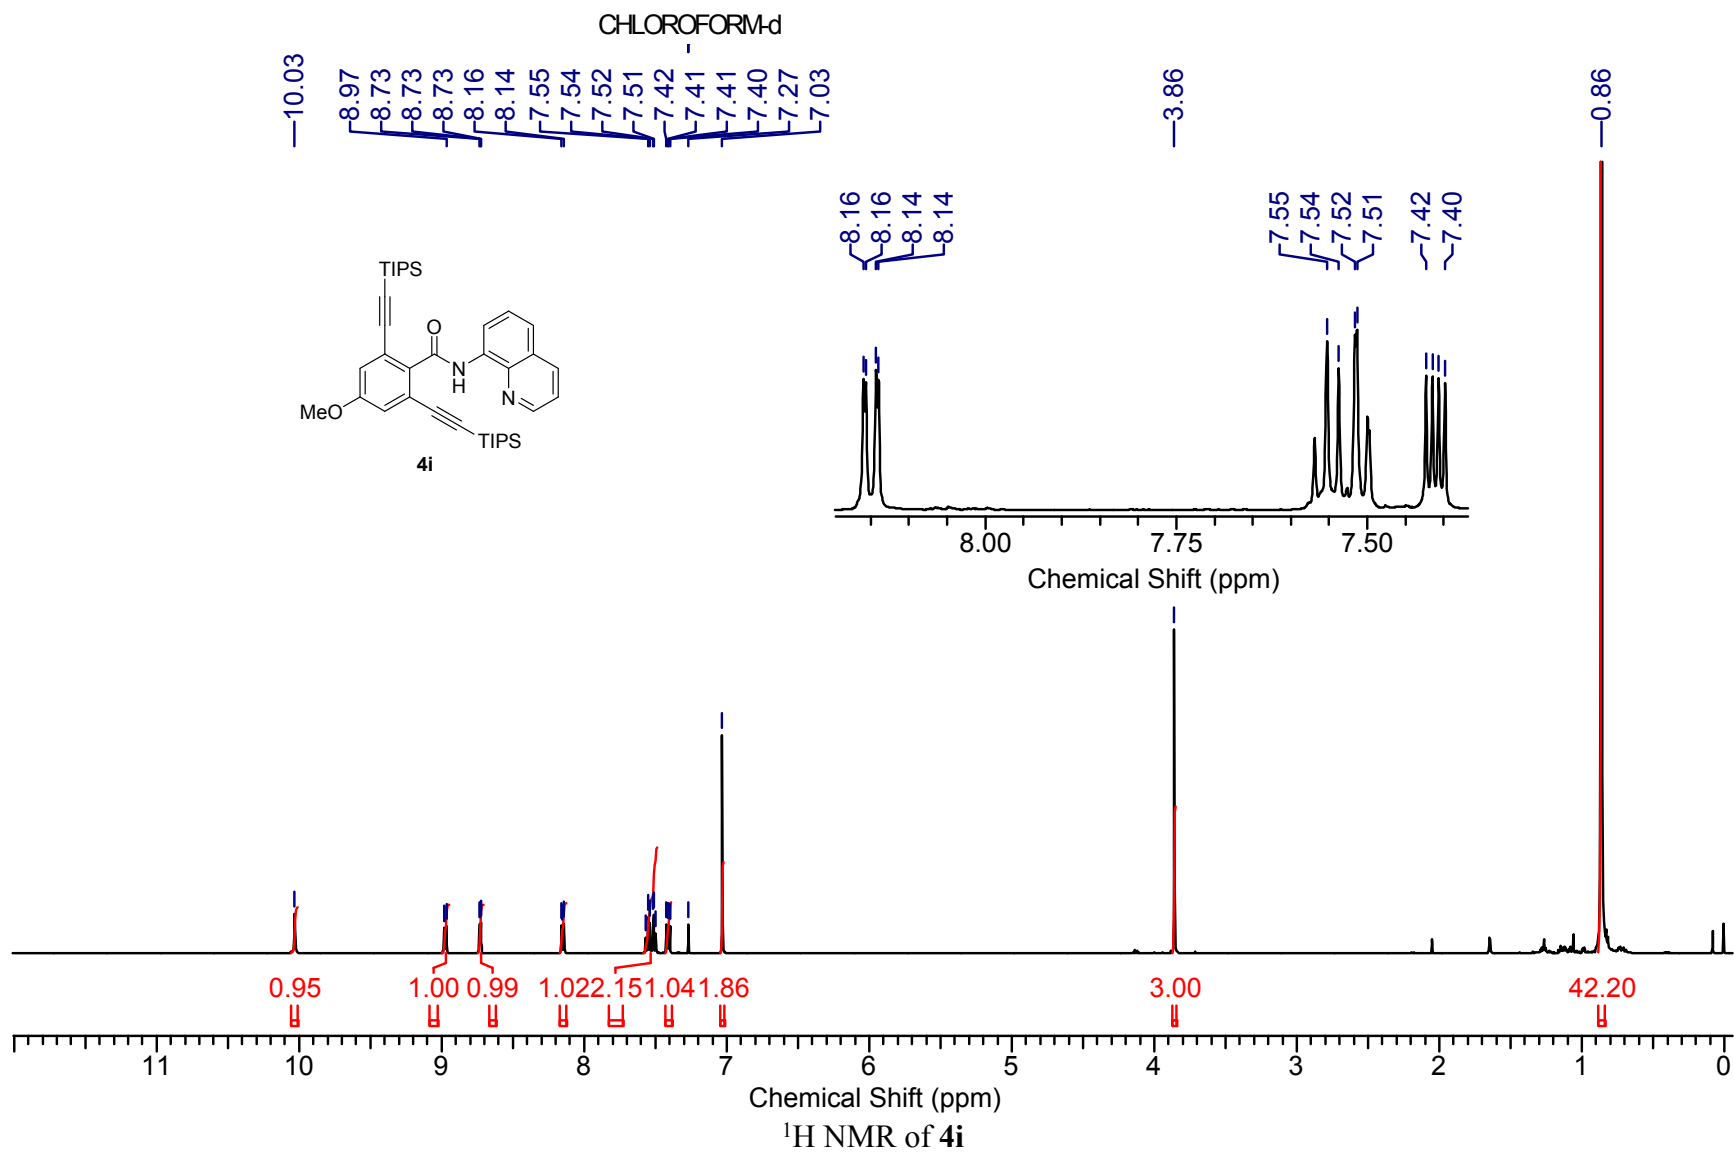 CHLOROFORM-d
10.03
8.97
8.73
8.73
8.73
8.16
8.14
7.55
7.54
7.52
7.51
7.42
7.41
7.41
7.40
7.27
7.03
3.86
0.86
8.16
8.16
8.14
8.14
7.55
7.54
7.52
7.51
7.42
7.40
TIPS
O
N
H
N
MeO
TIPS
4i
8.00 7.75 7.50
Chemical Shift (ppm)
0.95 1.00 0.99 1.02 2.15 1.04 1.86 3.00 42.20
11 10 9 8 7 6 5 4 3 2 1 0
Chemical Shift (ppm)
¹H NMR of 4i